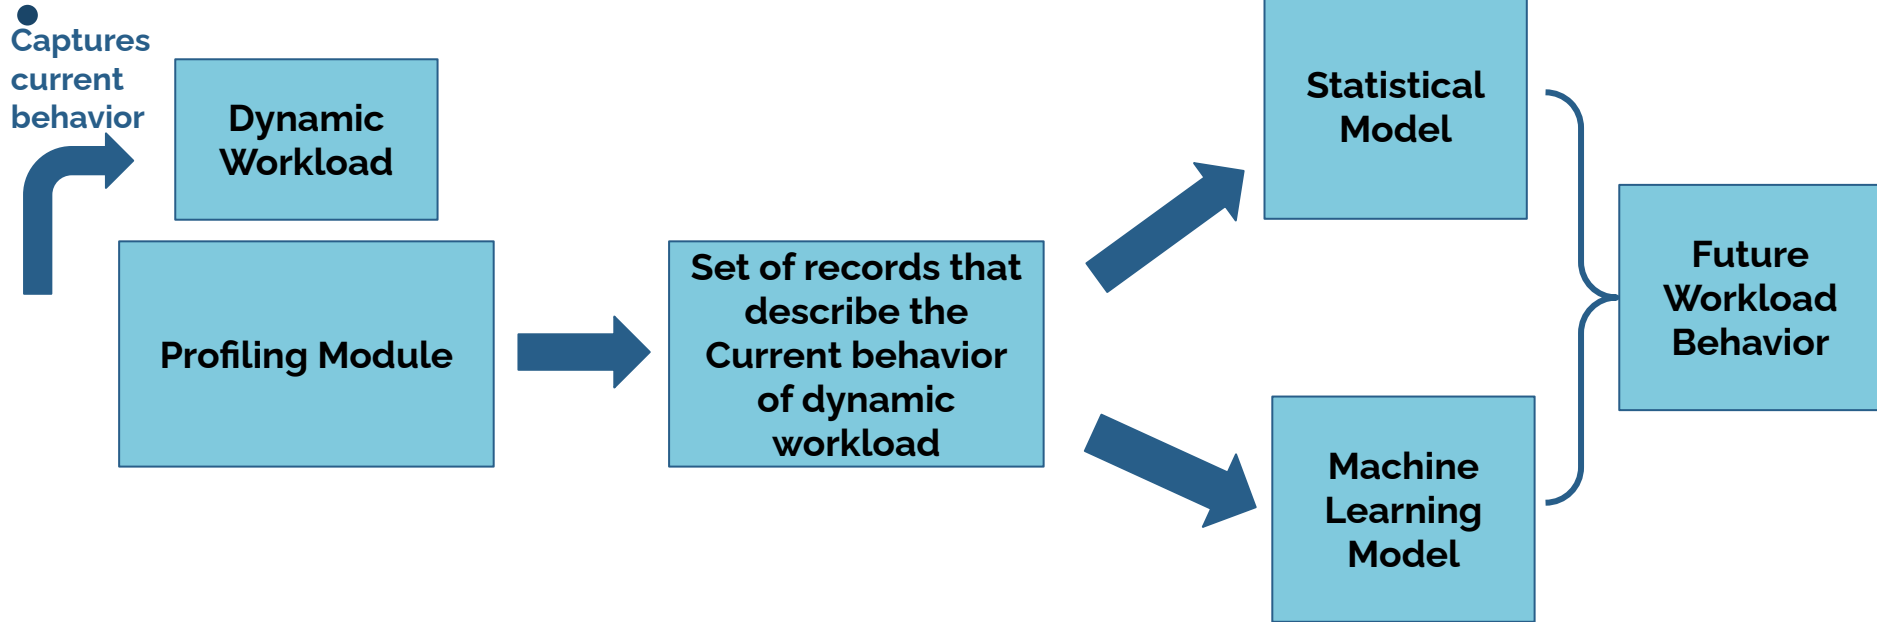 Captures
current
behavior
Dynamic
Workload
Profiling Module
Set of records that
describe the
Current behavior
of dynamic
workload
Statistical
Model
Machine
Learning
Model
Future
Workload
Behavior